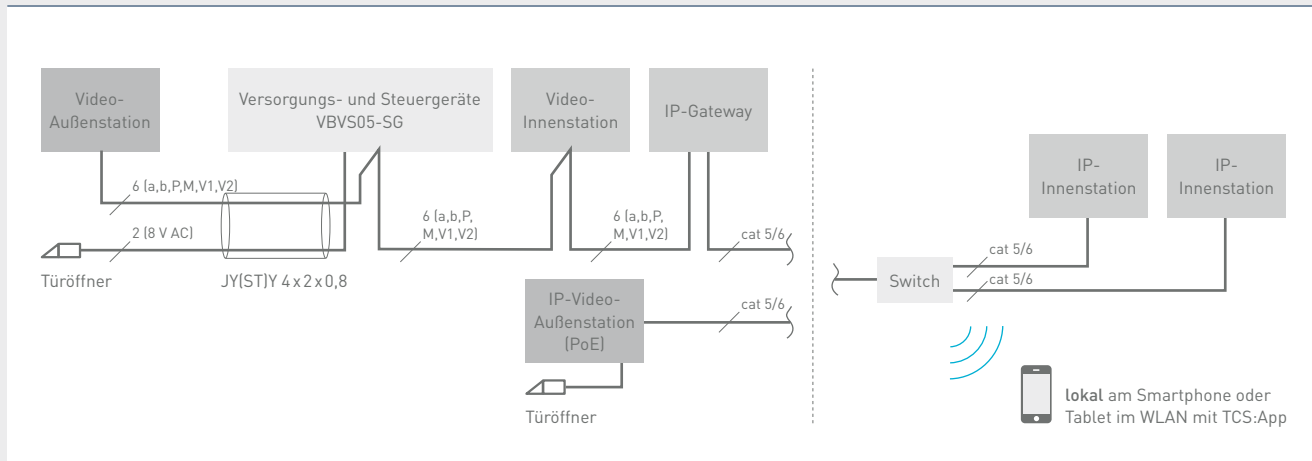 Video-
Außenstation
Versorgungs- und Steuergeräte
VBVS05-SG
Video-
Innenstation
IP-Gateway
IP-
Innenstation
IP-
Innenstation
6 (a,b,P,M,V1,V2)
2 (8 V AC)
Türöffner
JY(ST)Y 4 x 2 x 0,8
6 (a,b,P,
M,V1,V2)
6 (a,b,P,
M,V1,V2)
cat 5/6
IP-Video-
Außenstation
(PoE)
cat 5/6
Türöffner
Switch
cat 5/6
cat 5/6
lokal am Smartphone oder
Tablet im WLAN mit TCS:App